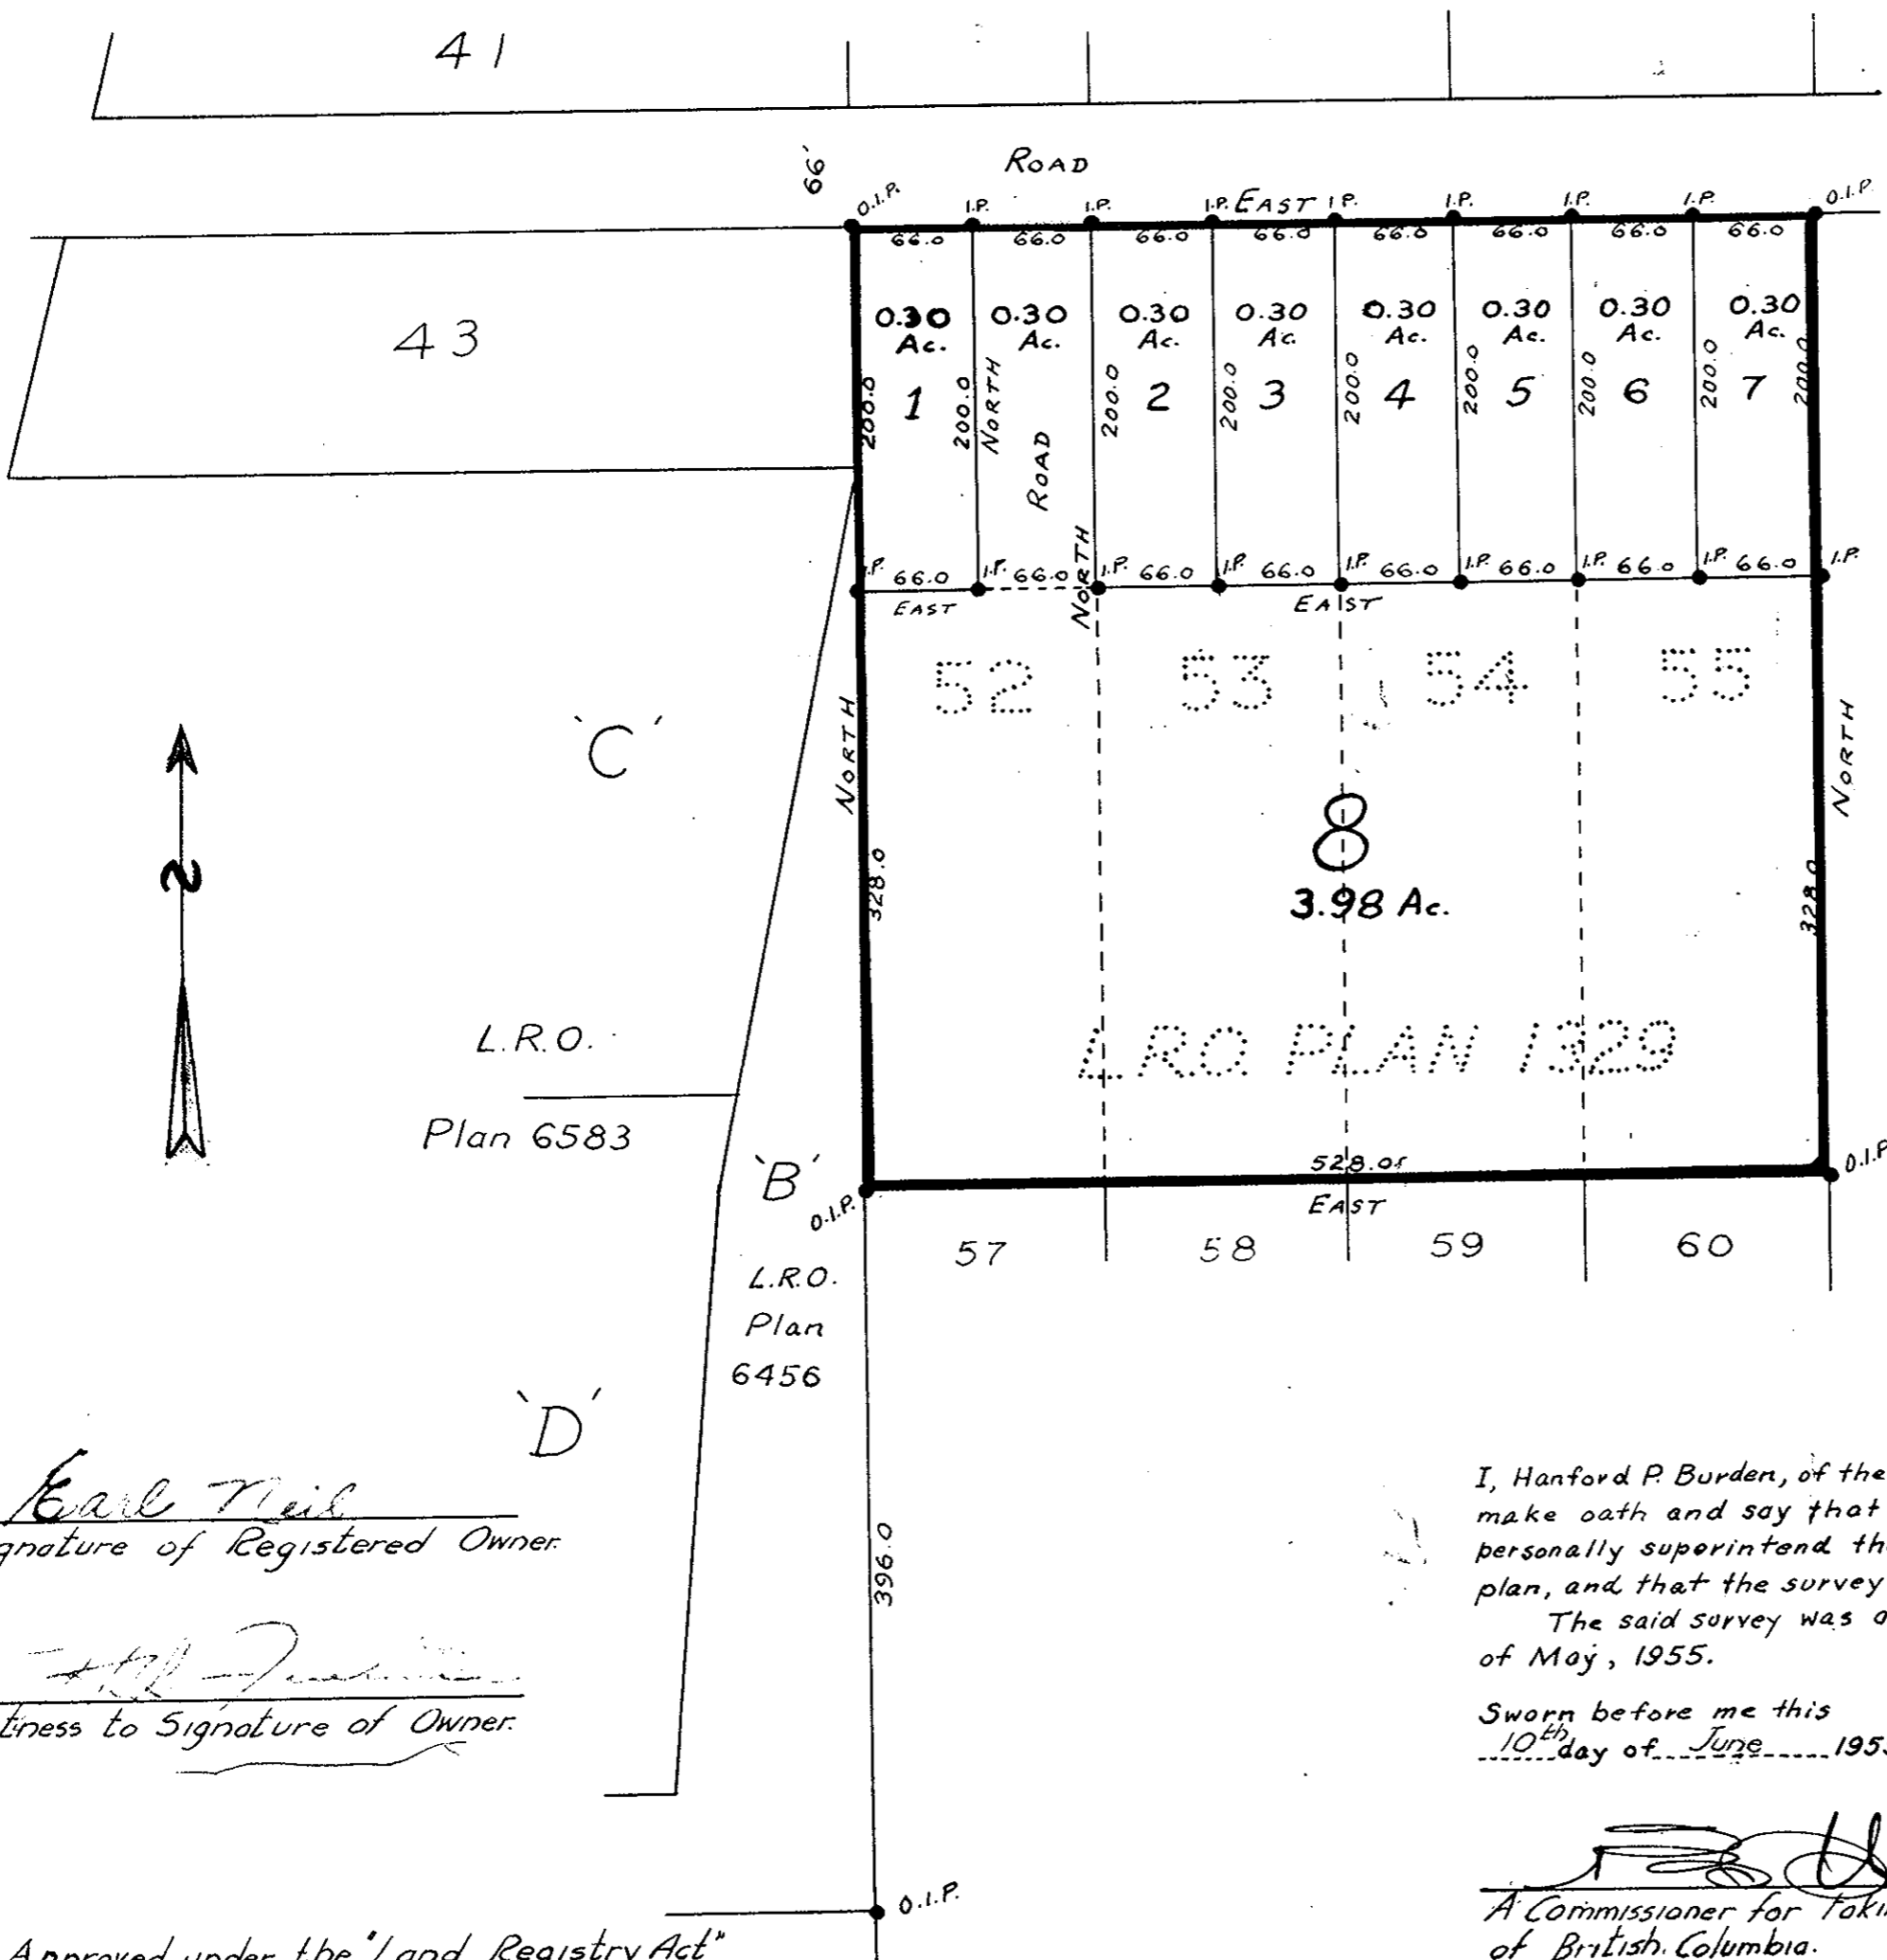 41
66'
ROAD
O.I.P. I.P. I.P. I.P. EAST I.P. I.P. I.P. I.P. O.I.P.
66.0 66.0 66.0 66.0 66.0 66.0 66.0 66.0
43
0.30 0.30 0.30 0.30 0.30 0.30 0.30 0.30
Ac. Ac. Ac. Ac. Ac. Ac. Ac. Ac.
200.0 1 200.0 NORTH 200.0 2 200.0 3 200.0 4 200.0 5 200.0 6 200.0 7 200.0
ROAD
NORTH
I.P. 66.0 I.P. 66.0 I.P. 66.0 I.P. 66.0 I.P. 66.0 I.P. 66.0 I.P. 66.0 66.0 I.P.
EAST EAST
52 53 54 55
'C'
NORTH NORTH
N
8
328.0 3.98 Ac. 328.0
L.R.O.
L.R.O. PLAN 1329
Plan 6583
'B'
528.0
O.I.P. EAST O.I.P
57 58 59 60
L.R.O.
Plan
6456
'D'
396.0
Earl Neil
gnature of Registered Owner.
tness to Signature of Owner.
I, Hanford P. Burden, of the
make oath and say that
personally superintend th
plan, and that the survey
The said survey was
of May, 1955.
Sworn before me this
10th day of June 195
O.I.P.
A Commissioner for Taki
of British Columbia.
Approved under the "Land Registry Act"